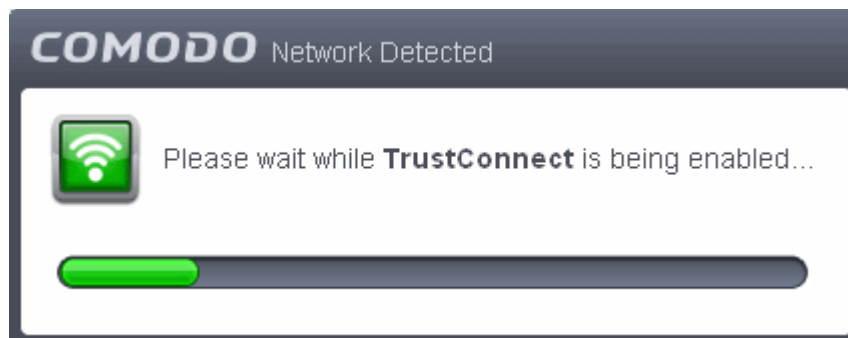 COMODO Network Detected
Please wait while TrustConnect is being enabled...